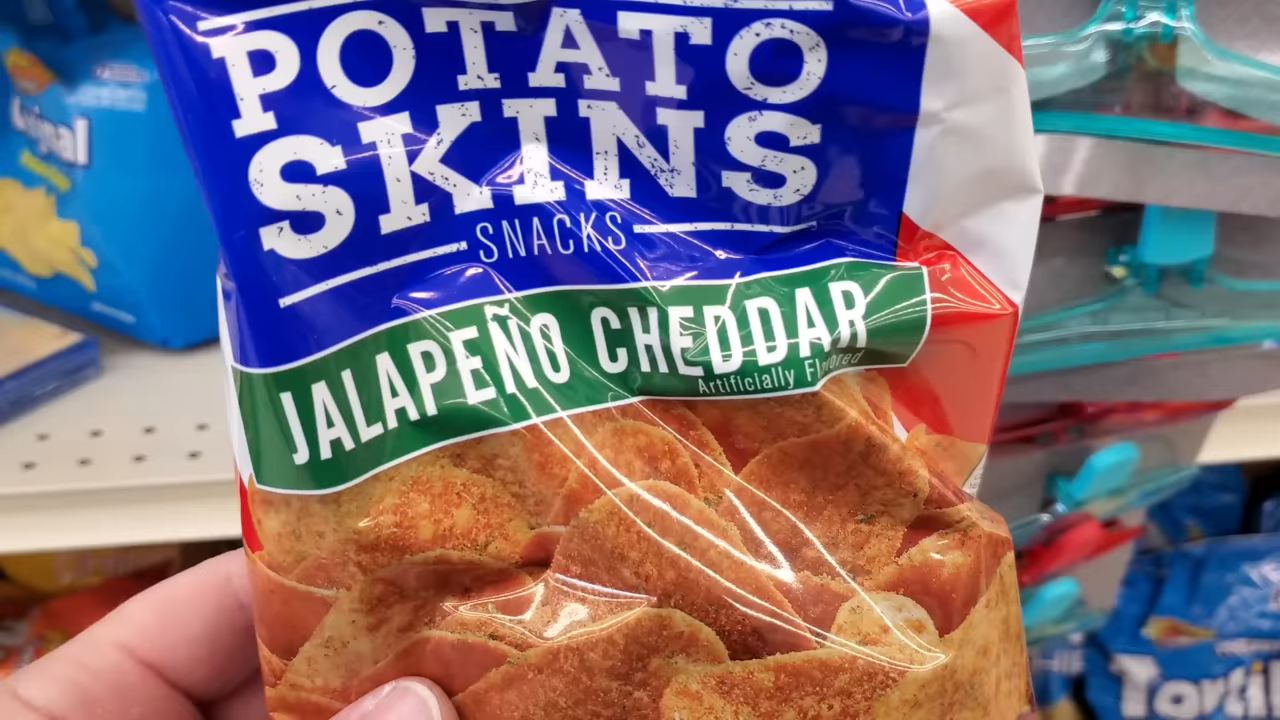 POTATO
SKINS
SNACKS
JALAPEÑO CHEDDAR
Artificially Flavored